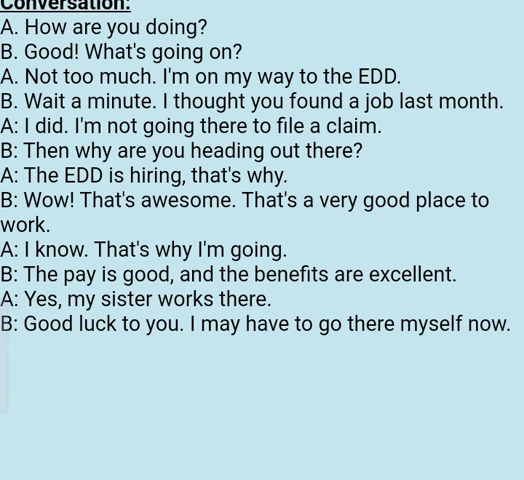 Conversation:
A. How are you doing?
B. Good! What's going on?
A. Not too much. I'm on my way to the EDD.
B. Wait a minute. I thought you found a job last month.
A: I did. I'm not going there to file a claim.
B: Then why are you heading out there?
A: The EDD is hiring, that's why.
B: Wow! That's awesome. That's a very good place to
work.
A: I know. That's why I'm going.
B: The pay is good, and the benefits are excellent.
A: Yes, my sister works there.
B: Good luck to you. I may have to go there myself now.